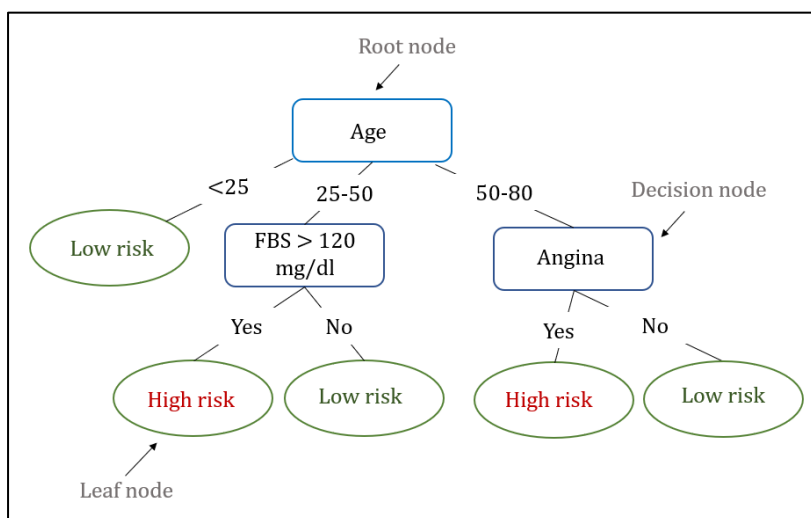 Root node
Age
<25
25-50
50-80
Decision node
Low risk
FBS > 120
mg/dl
Angina
Yes
No
Yes
No
High risk
Low risk
High risk
Low risk
Leaf node